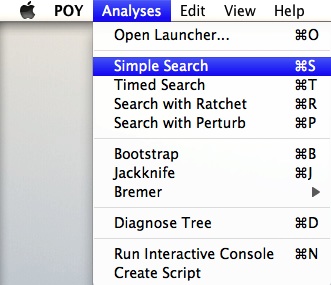 POY Analyses Edit View Help
Open Launcher... ⌘O
Simple Search ⌘S
Timed Search ⌘T
Search with Ratchet ⌘R
Search with Perturb ⌘P
Bootstrap ⌘B
Jackknife ⌘J
Bremer
Diagnose Tree ⌘D
Run Interactive Console ⌘N
Create Script